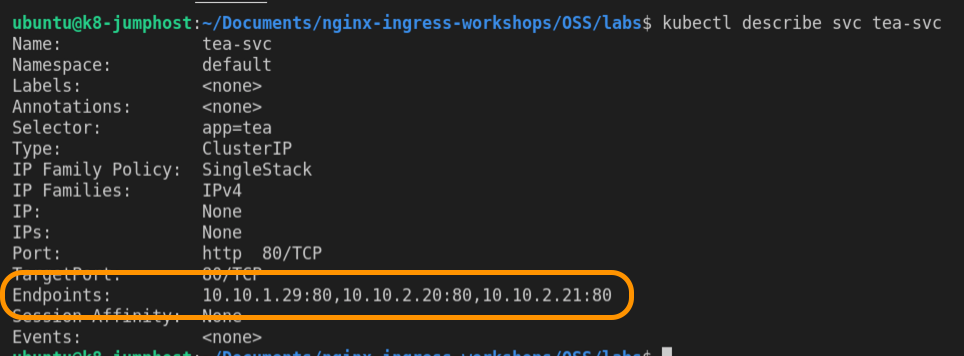 ubuntu@k8-jumphost:~/Documents/nginx-ingress-workshops/OSS/labs$ kubectl describe svc tea-svc
Name:              tea-svc
Namespace:         default
Labels:            <none>
Annotations:       <none>
Selector:          app=tea
Type:              ClusterIP
IP Family Policy:  SingleStack
IP Families:       IPv4
IP:                None
IPs:               None
Port:              http  80/TCP
TargetPort:        80/TCP
Endpoints:         10.10.1.29:80,10.10.2.20:80,10.10.2.21:80
Session Affinity:  None
Events:            <none>
ubuntu@k8-jumphost:~/Documents/nginx-ingress-workshops/OSS/labs$